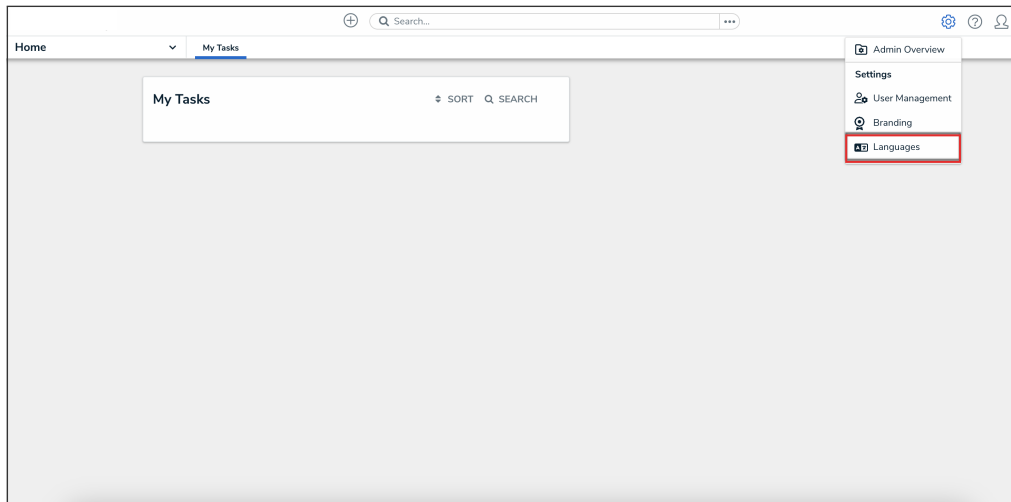 Search...
Home
My Tasks
Admin Overview
Settings
User Management
Branding
Languages
My Tasks
SORT
SEARCH